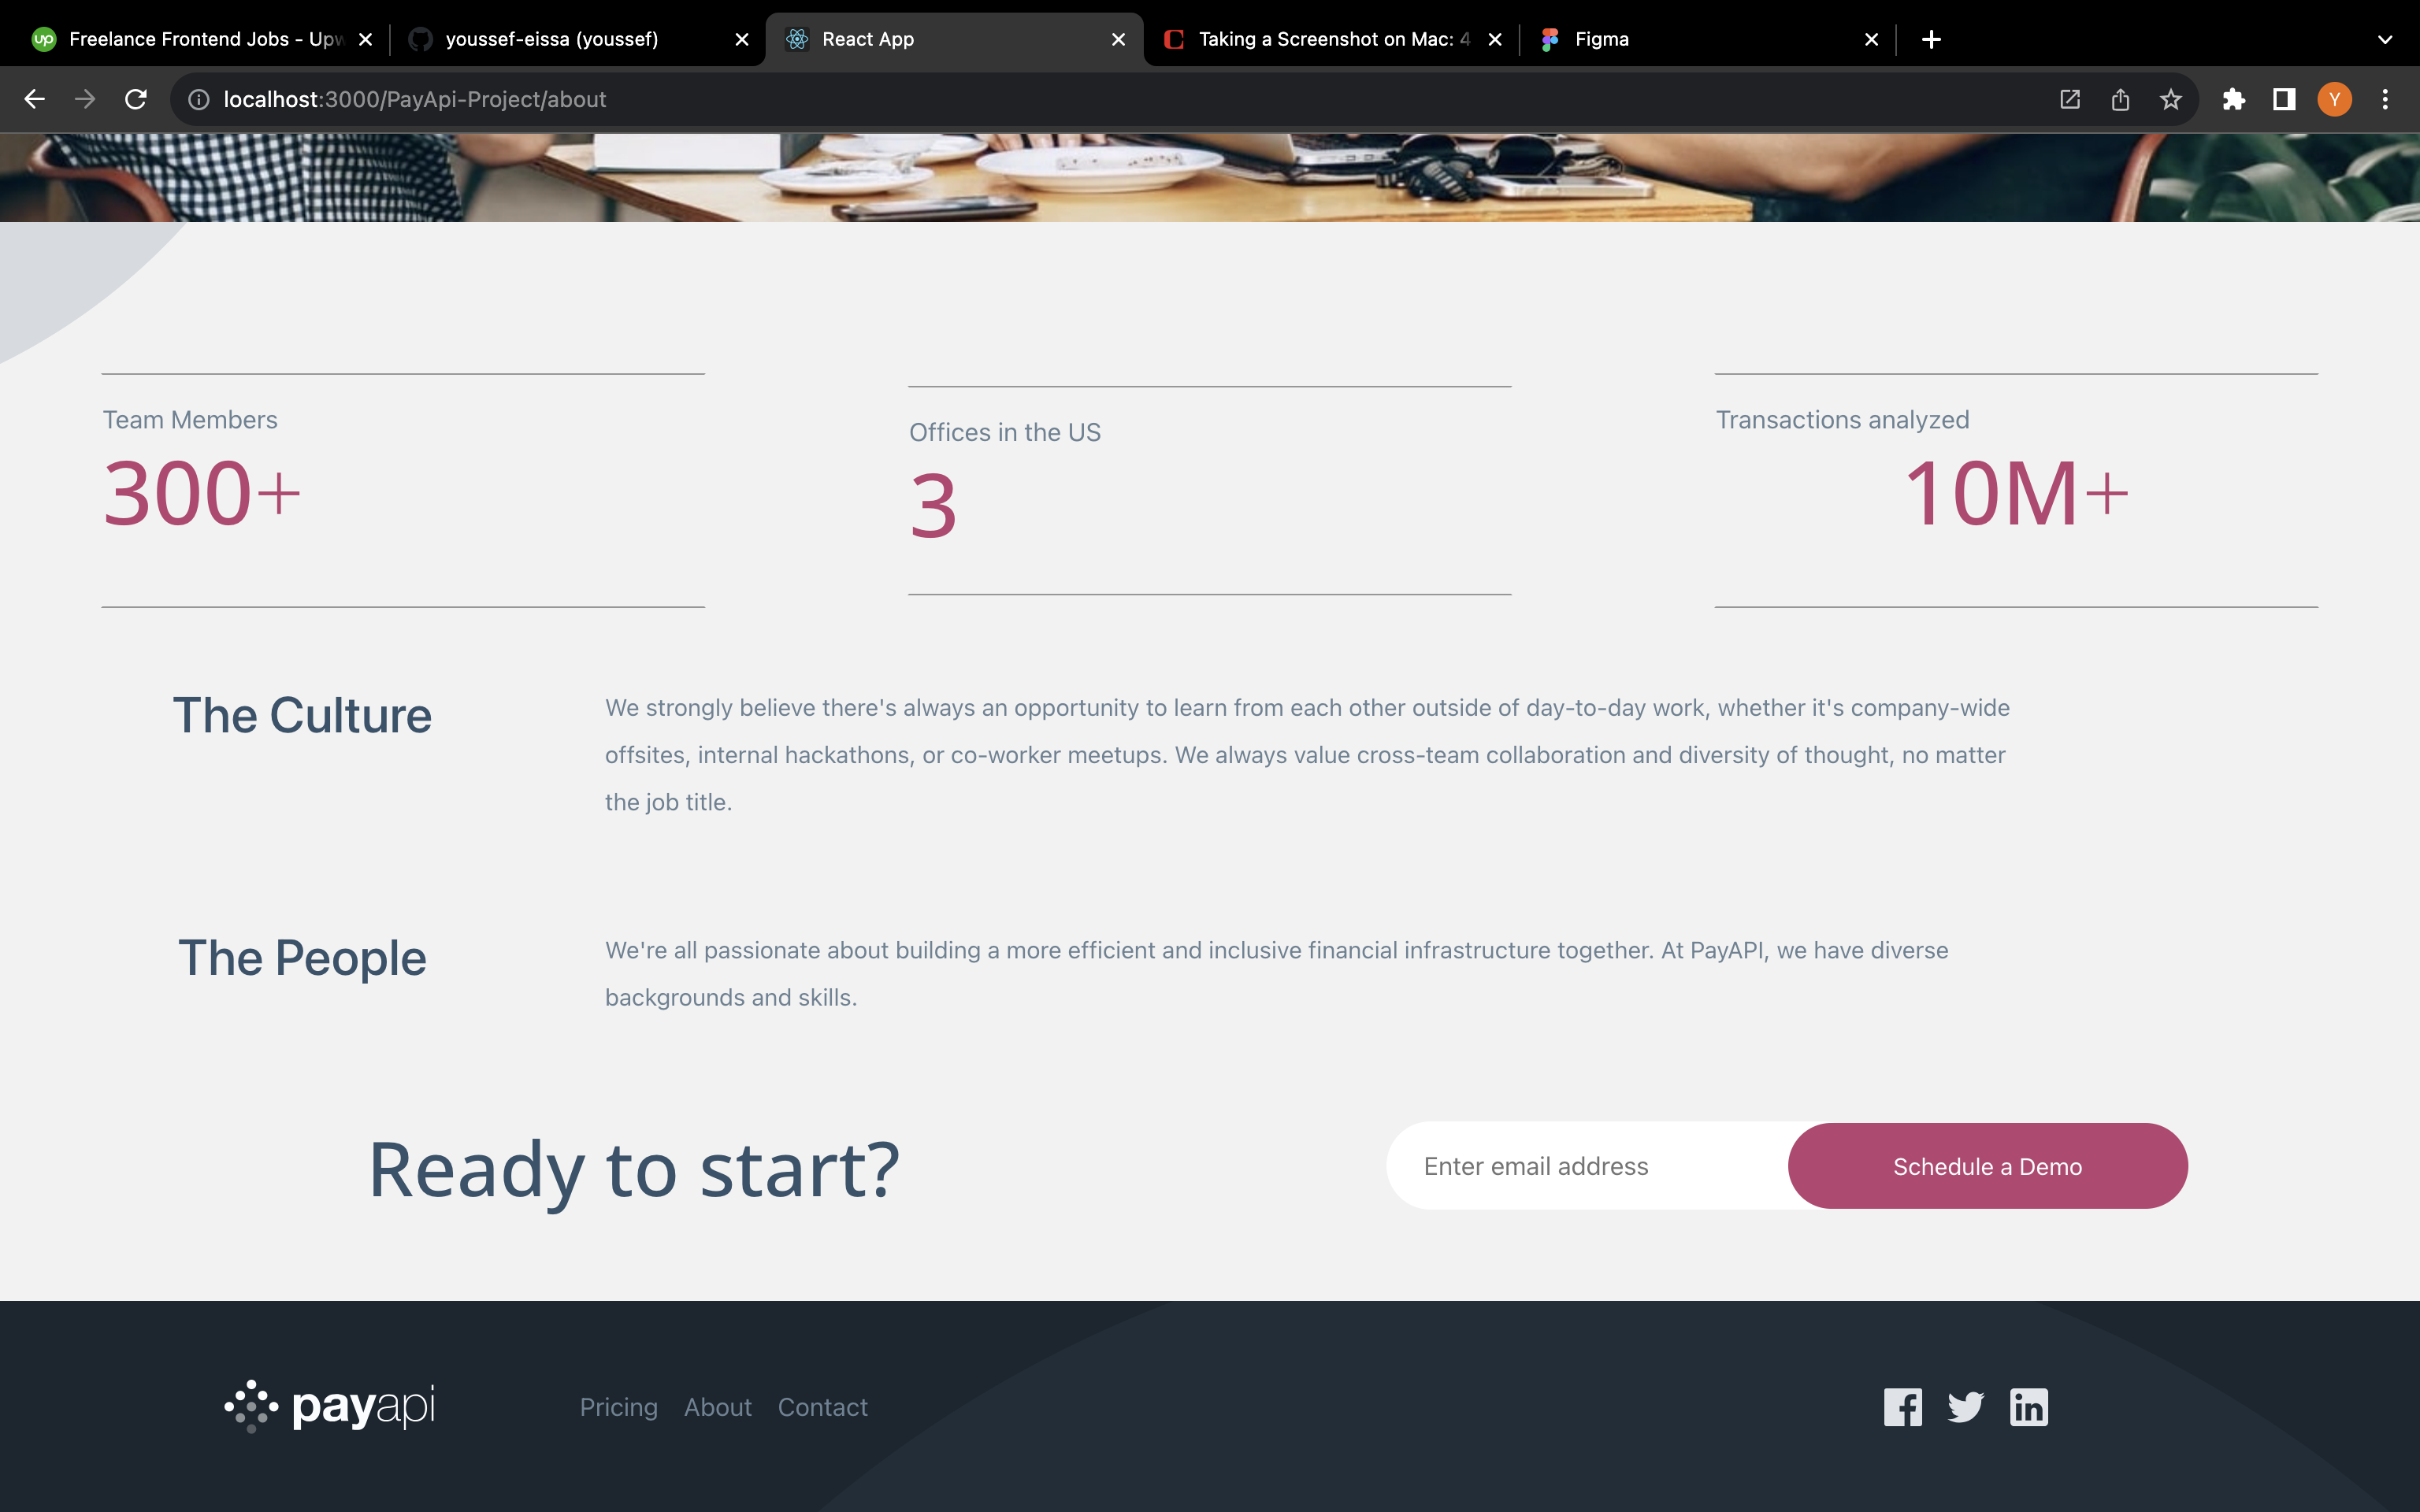 Freelance Frontend Jobs - Upw
youssef-eissa (youssef)
React App
Taking a Screenshot on Mac: 4
Figma
localhost:3000/PayApi-Project/about
Y
Team Members
300+
Offices in the US
3
Transactions analyzed
10M+
The Culture
We strongly believe there's always an opportunity to learn from each other outside of day-to-day work, whether it's company-wide
offsites, internal hackathons, or co-worker meetups. We always value cross-team collaboration and diversity of thought, no matter
the job title.
The People
We're all passionate about building a more efficient and inclusive financial infrastructure together. At PayAPI, we have diverse
backgrounds and skills.
Ready to start?
Enter email address
Schedule a Demo
payapi
Pricing About Contact